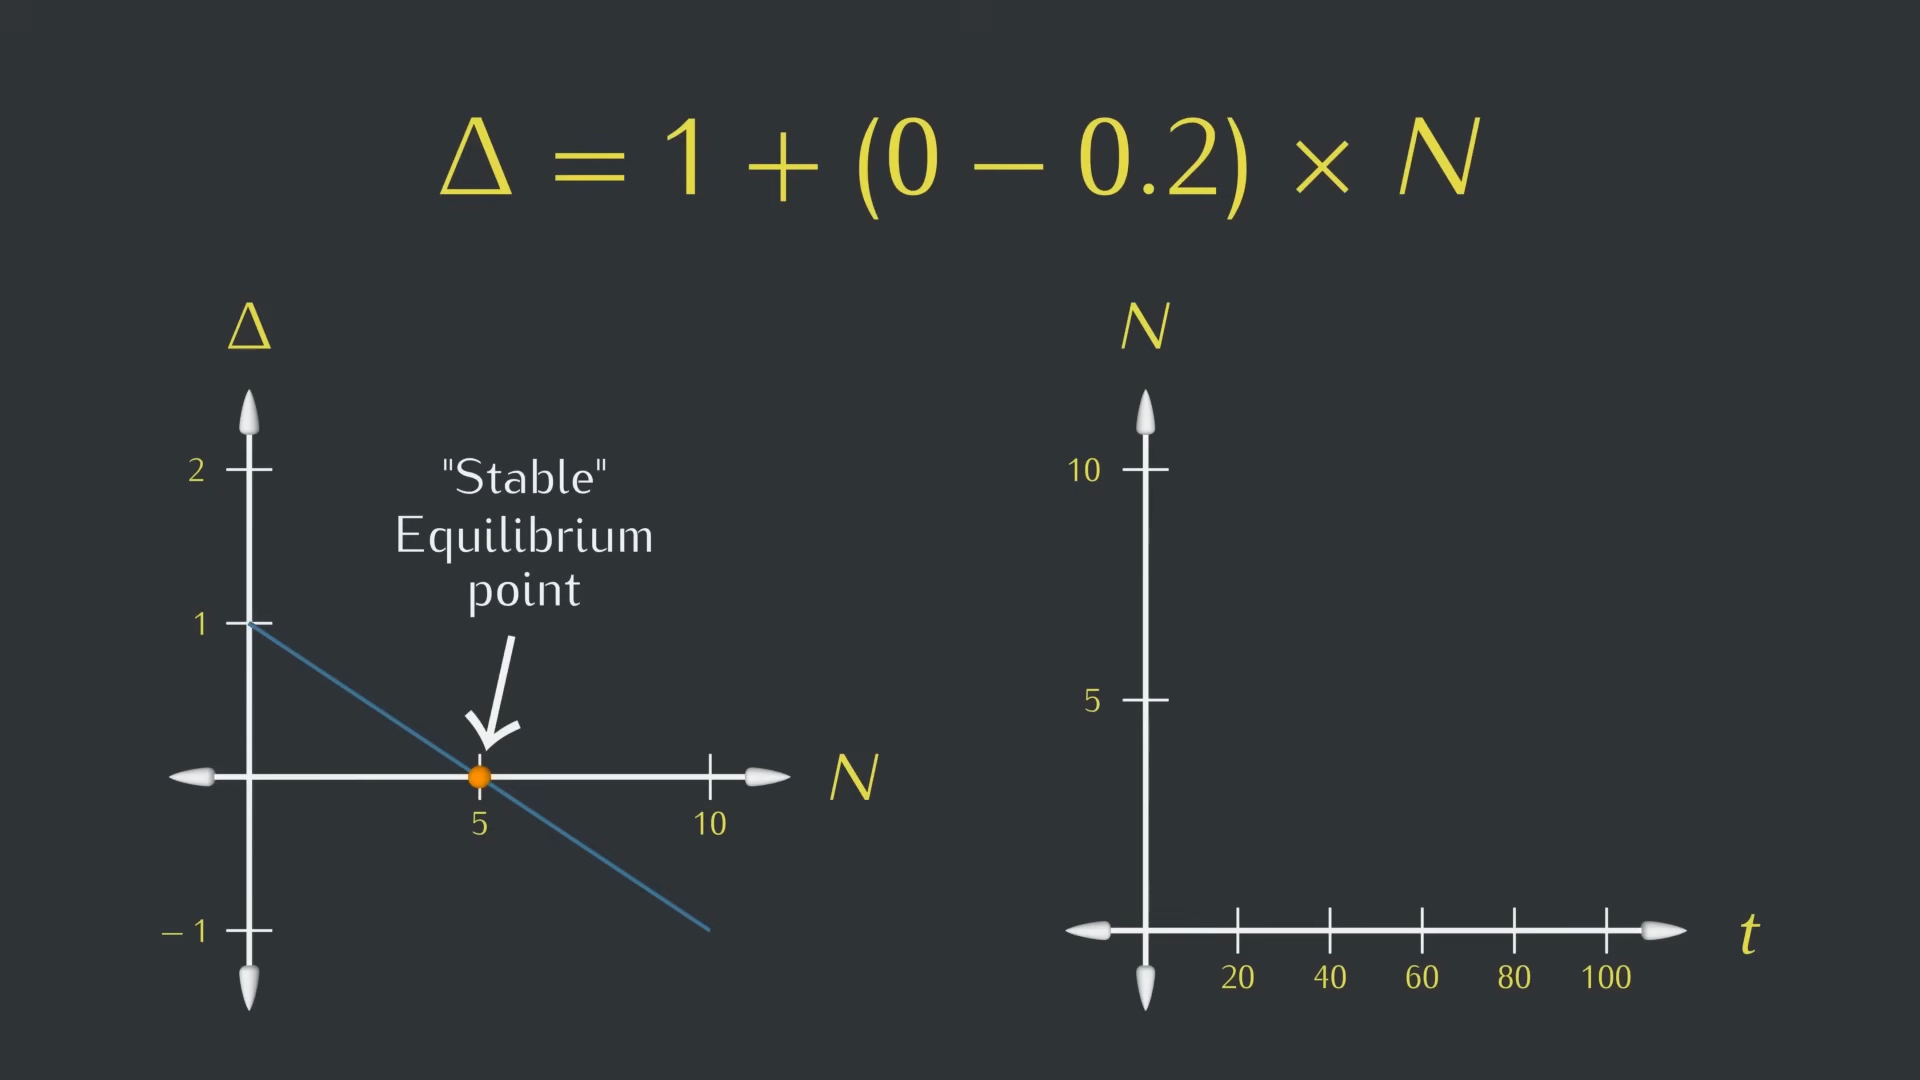 Δ = 1 + (0 − 0.2) × N
Δ
2
1
−1
"Stable"
Equilibrium
point
5
10
N
N
10
5
20
40
60
80
100
t